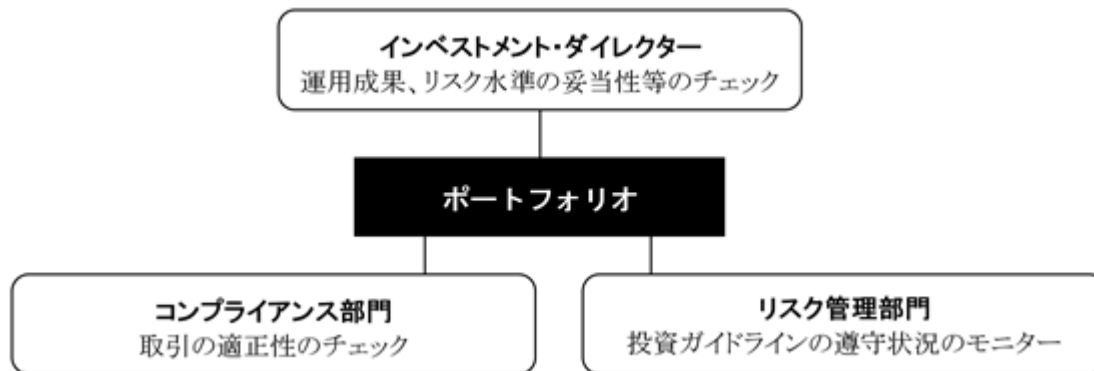 インベストメント・ダイレクター
運用成果、リスク水準の妥当性等のチェック
ポートフォリオ
コンプライアンス部門
取引の適正性のチェック
リスク管理部門
投資ガイドラインの遵守状況のモニター